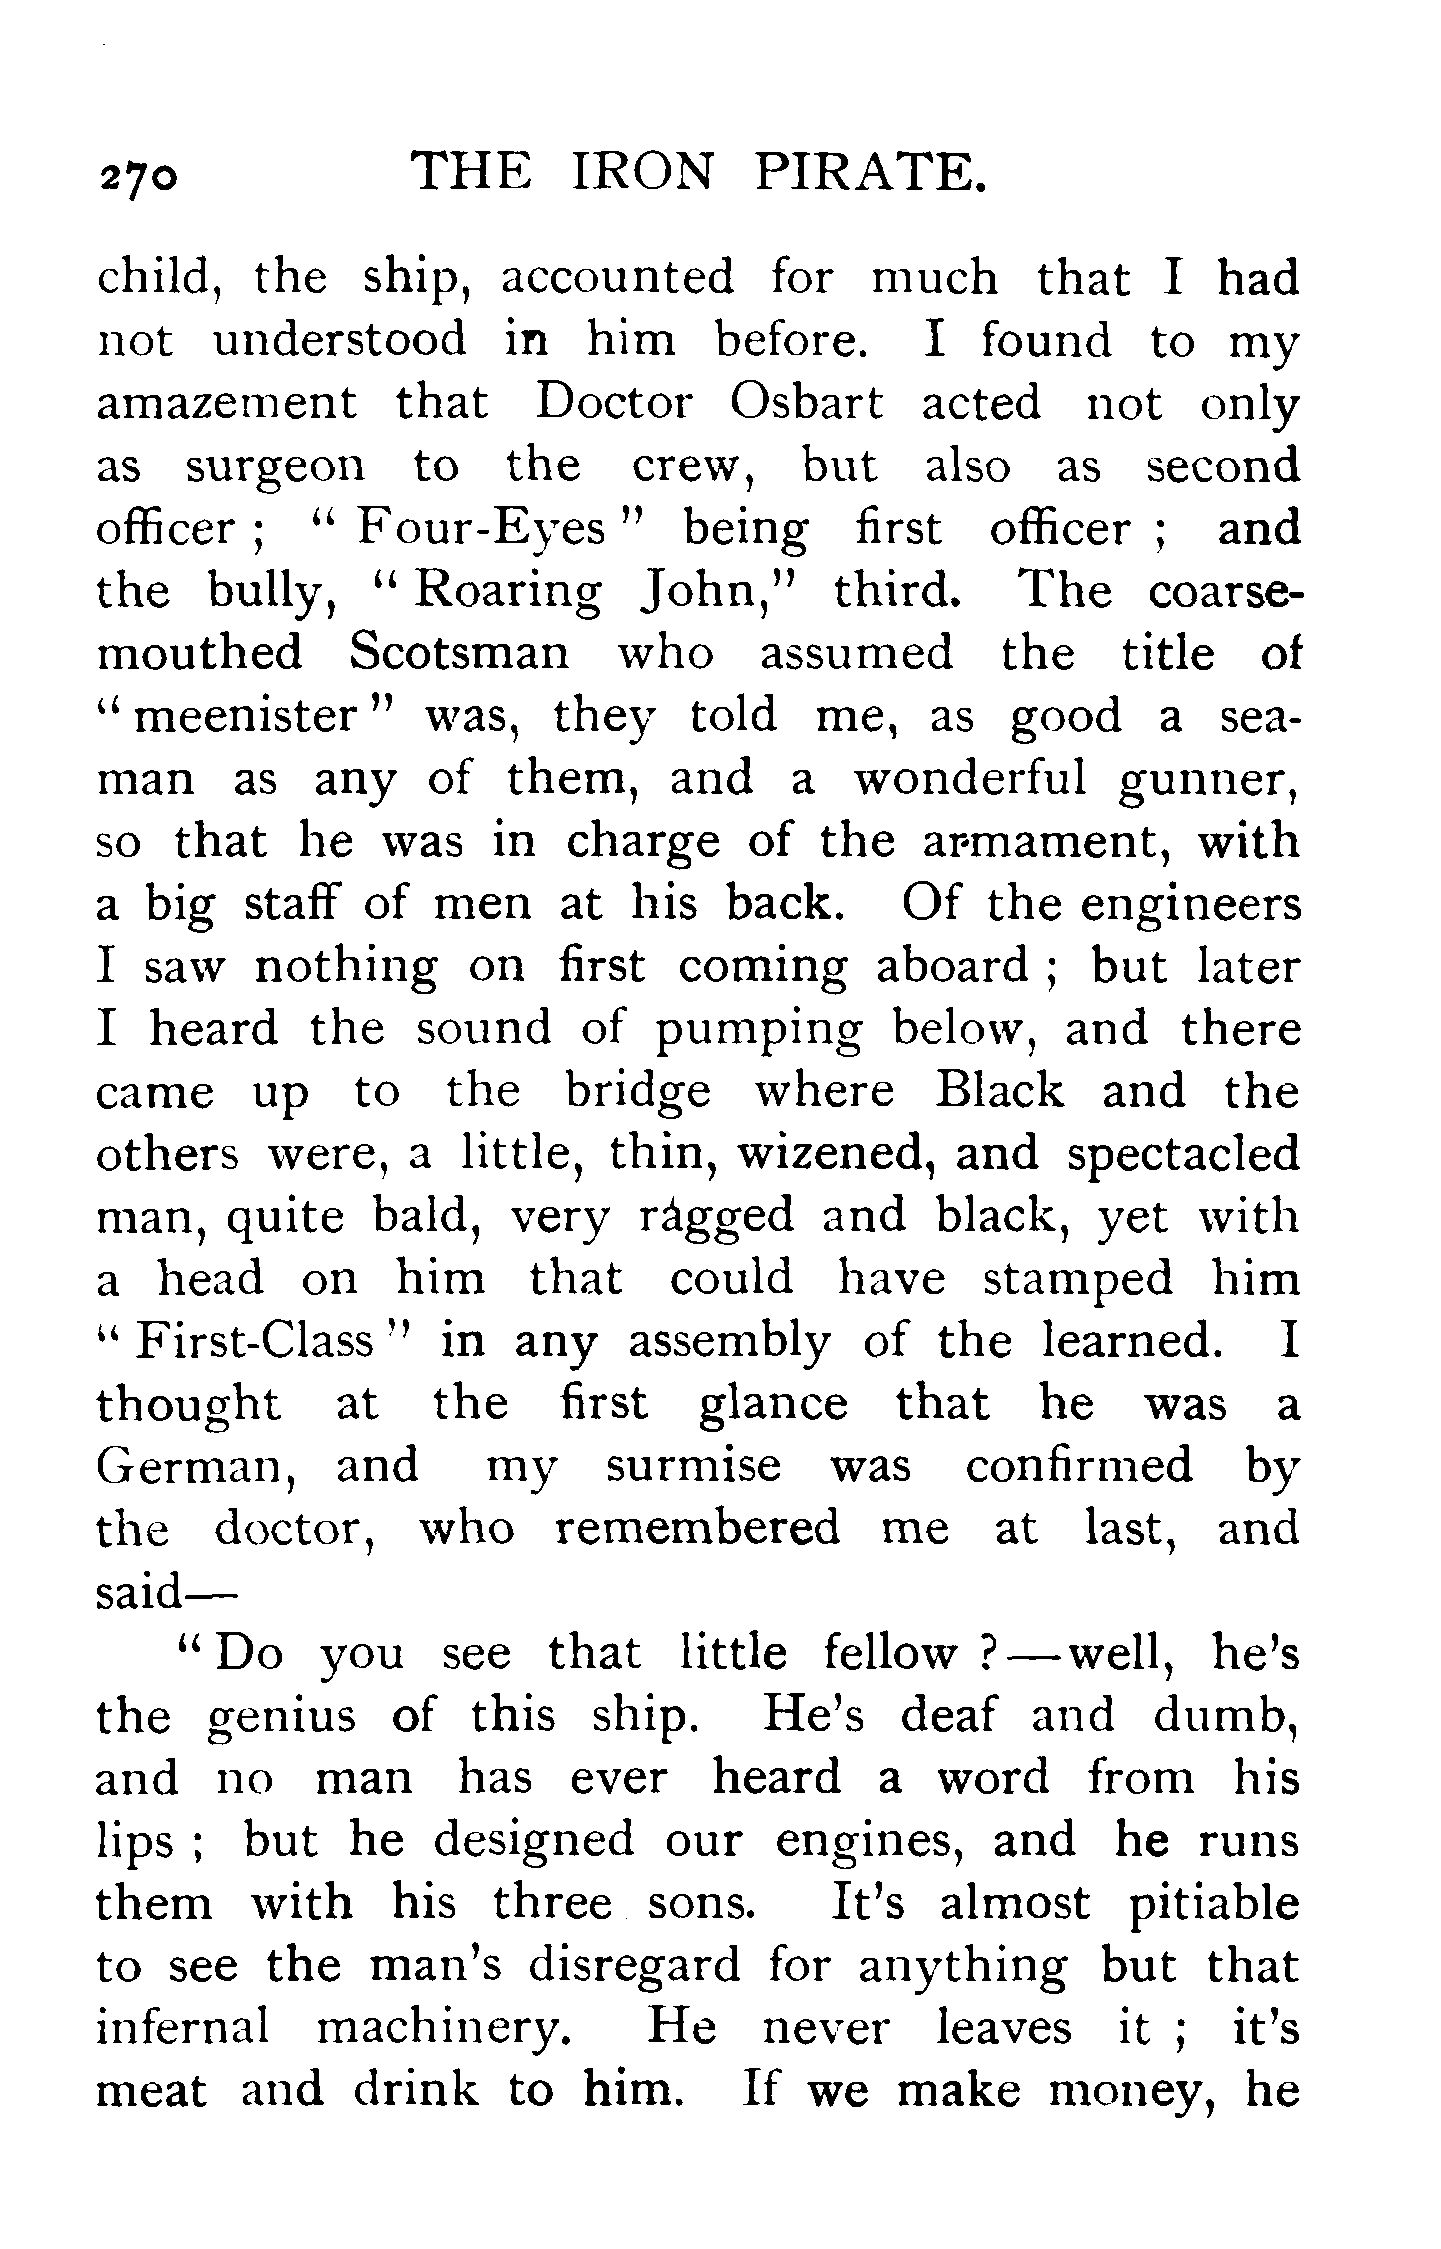 270 THE IRON PIRATE.
child, the ship, accounted for much that I had
not understood in him before. I found to my
amazement that Doctor Osbart acted not only
as surgeon to the crew, but also as second
officer ; “ Four-Eyes ” being first officer ; and
the bully, “ Roaring John,” third. The coarse-
mouthed Scotsman who assumed the title of
“ meenister ” was, they told me, as good a sea-
man as any of them, and a wonderful gunner,
so that he was in charge of the armament, with
a big staff of men at his back. Of the engineers
I saw nothing on first coming aboard ; but later
I heard the sound of pumping below, and there
came up to the bridge where Black and the
others were, a little, thin, wizened, and spectacled
man, quite bald, very ragged and black, yet with
a head on him that could have stamped him
“ First-Class ” in any assembly of the learned. I
thought at the first glance that he was a
German, and my surmise was confirmed by
the doctor, who remembered me at last, and
said—
“ Do you see that little fellow ?—well, he’s
the genius of this ship. He’s deaf and dumb,
and no man has ever heard a word from his
lips ; but he designed our engines, and he runs
them with his three sons. It’s almost pitiable
to see the man’s disregard for anything but that
infernal machinery. He never leaves it ; it’s
meat and drink to him. If we make money, he